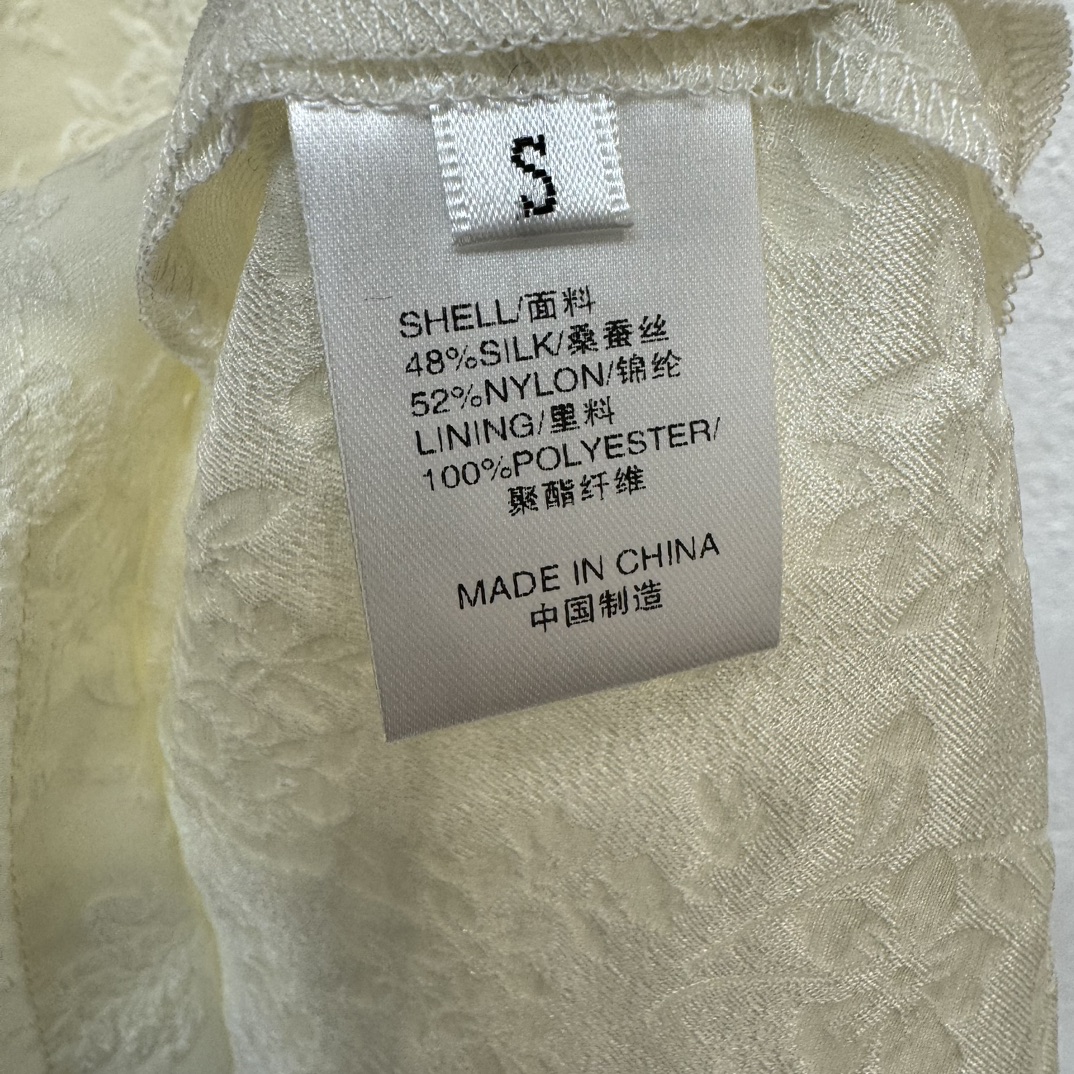 S
SHELL/面料
48%SILK/桑蚕丝
52%NYLON/锦纶
LINING/里料
100%POLYESTER/
聚酯纤维
MADE IN CHINA
中国制造